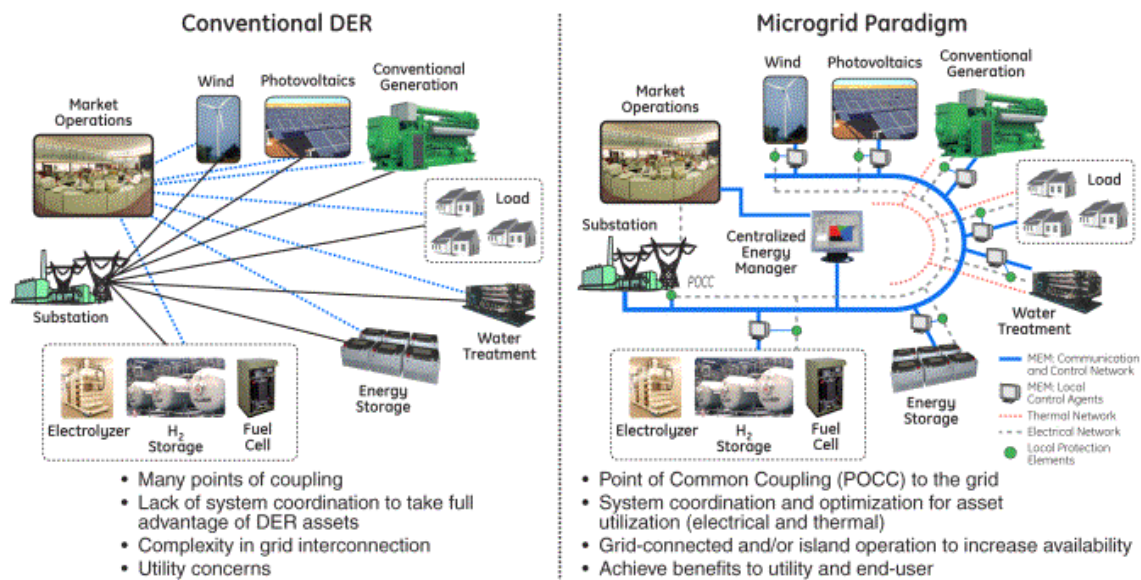 Conventional DER
Wind
Photovoltaics
Conventional
Generation
Market
Operations
Load
Substation
Water
Treatment
Energy
Storage
Electrolyzer
H2
Storage
Fuel
Cell
• Many points of coupling
• Lack of system coordination to take full
advantage of DER assets
• Complexity in grid interconnection
• Utility concerns
Microgrid Paradigm
Wind
Photovoltaics
Conventional
Generation
Market
Operations
Load
Substation
Centralized
Energy
Manager
POCC
Water
Treatment
Energy
Storage
Electrolyzer
H2
Storage
Fuel
Cell
MEM: Communication
and Control Network
MEM: Local
Control Agents
Thermal Network
Electrical Network
Local Protection
Elements
• Point of Common Coupling (POCC) to the grid
• System coordination and optimization for asset
utilization (electrical and thermal)
• Grid-connected and/or island operation to increase availability
• Achieve benefits to utility and end-user